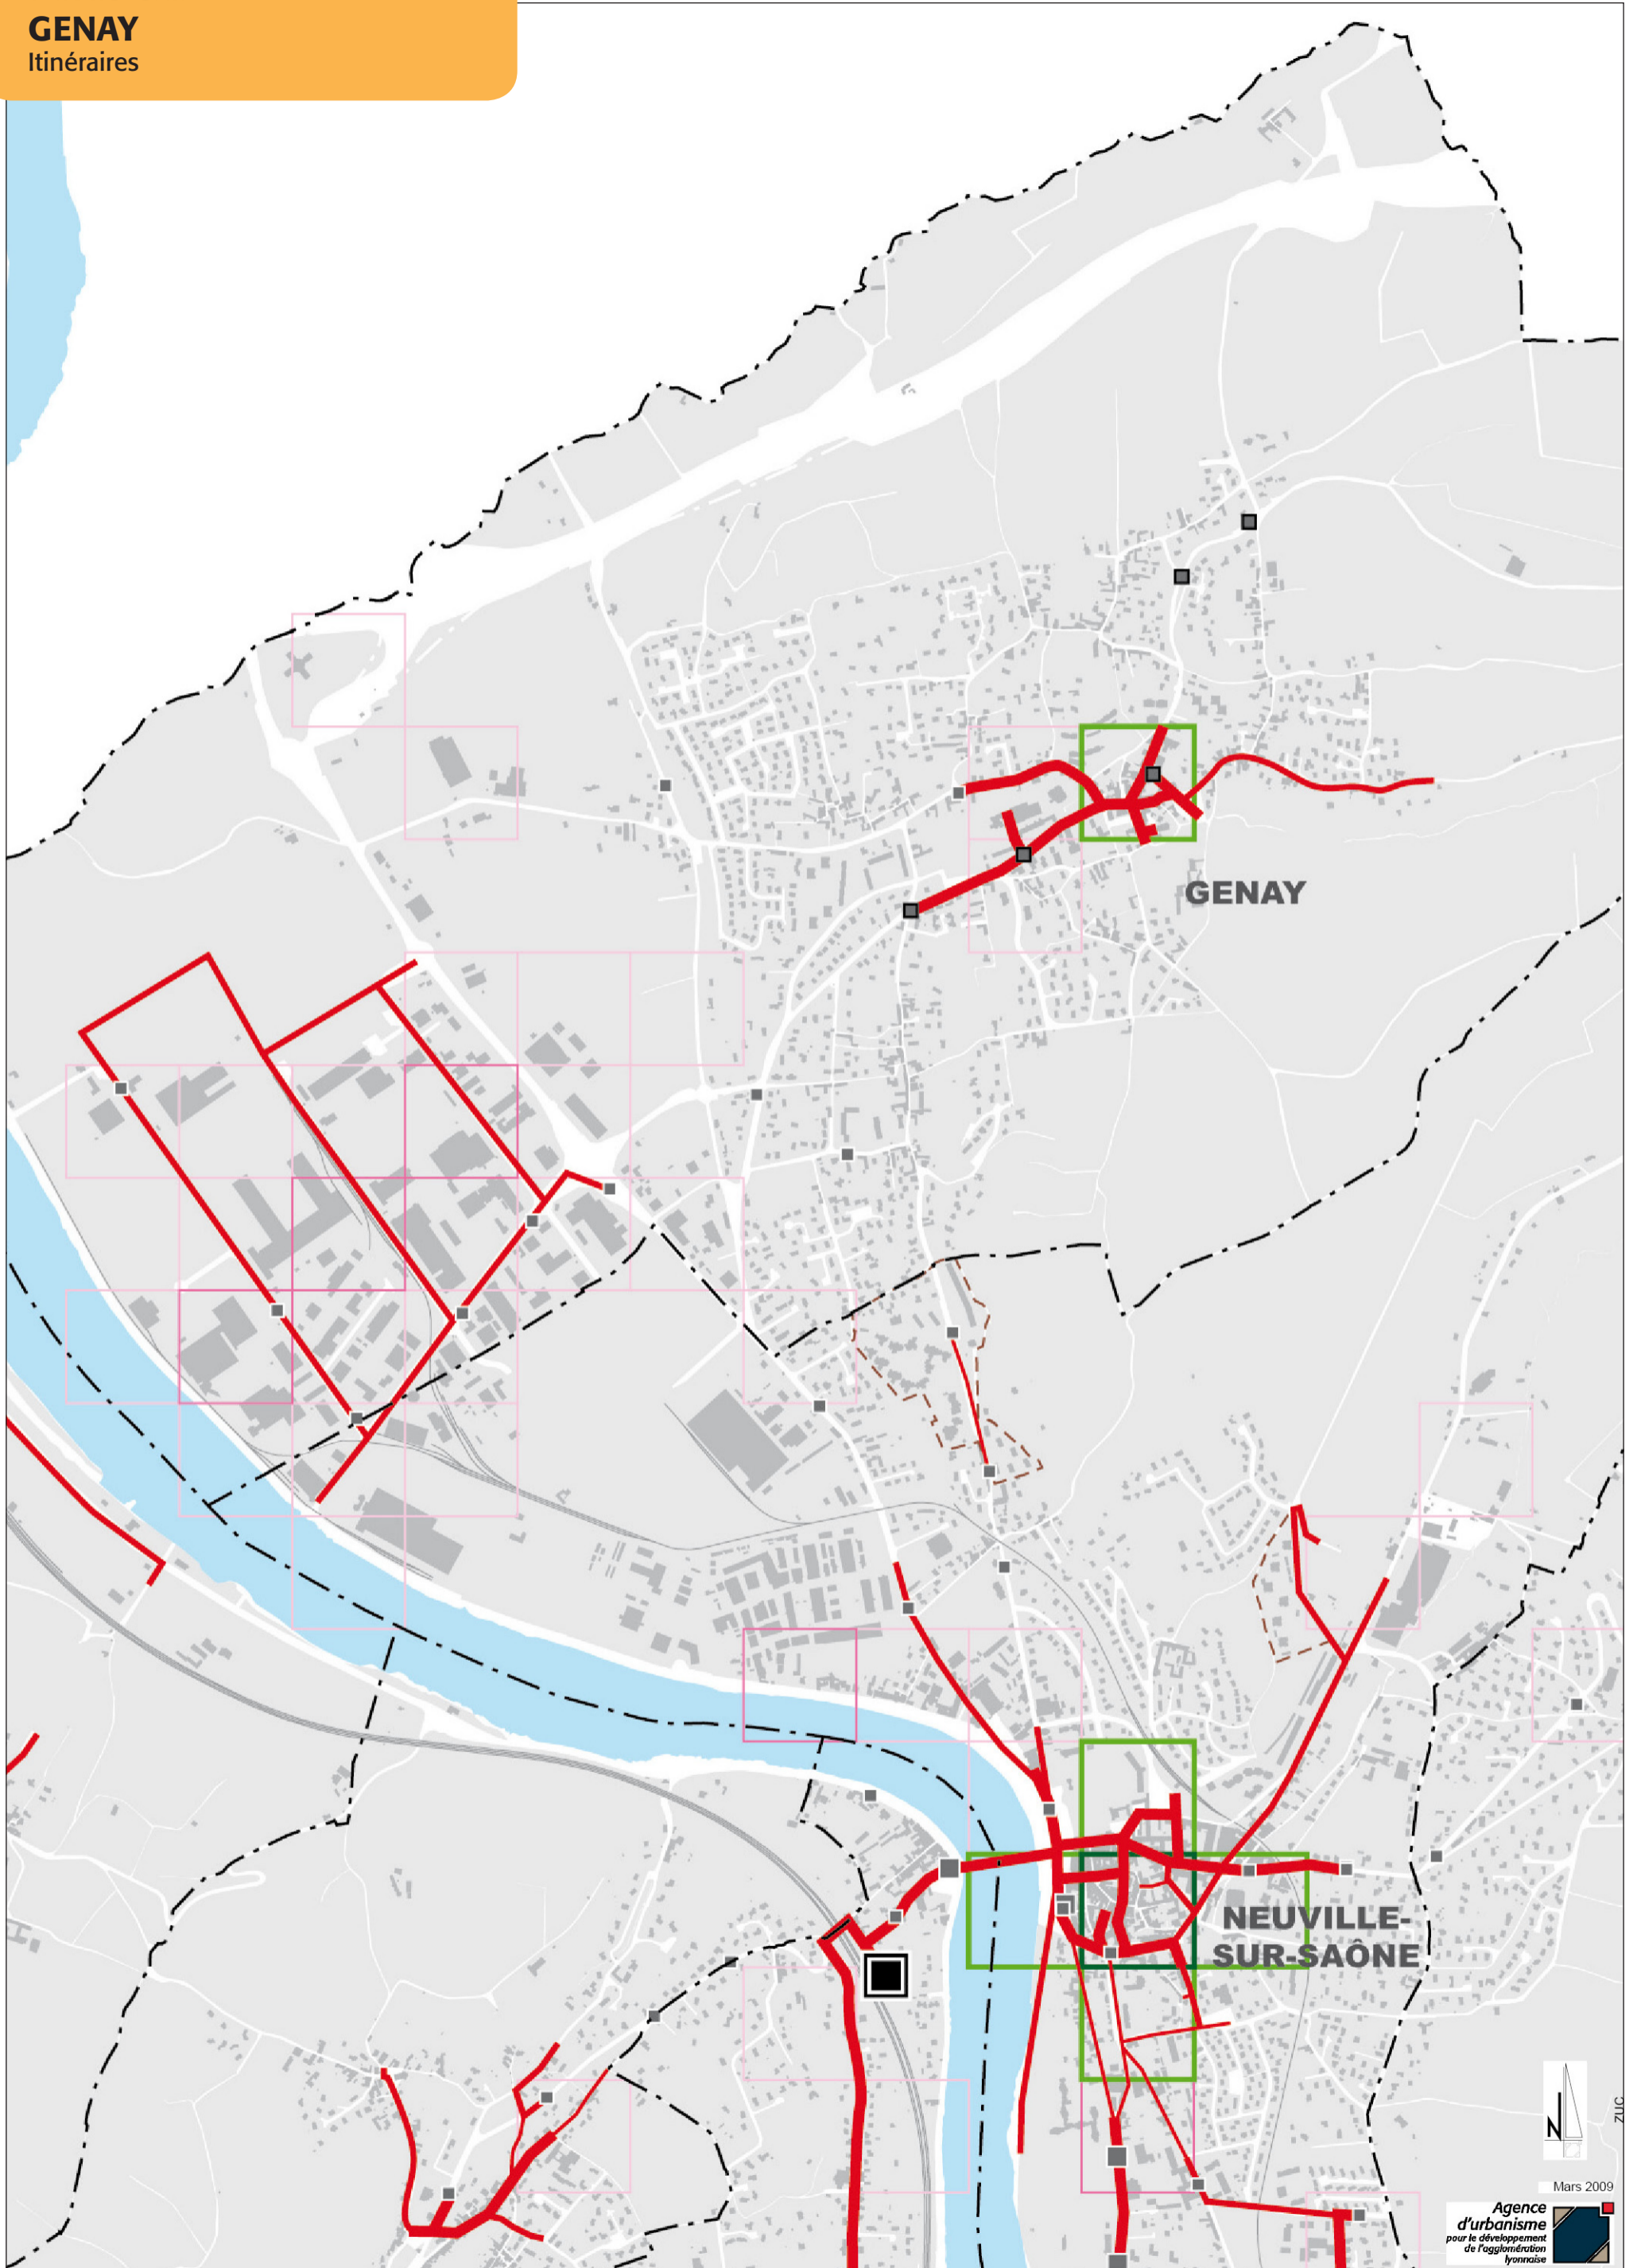 GENAY
Itinéraires
GENAY
NEUVILLE-
SUR-SAÔNE
N
ZUC
Mars 2009
Agence
d'urbanisme
pour le développement
de l'agglomération
lyonnaise